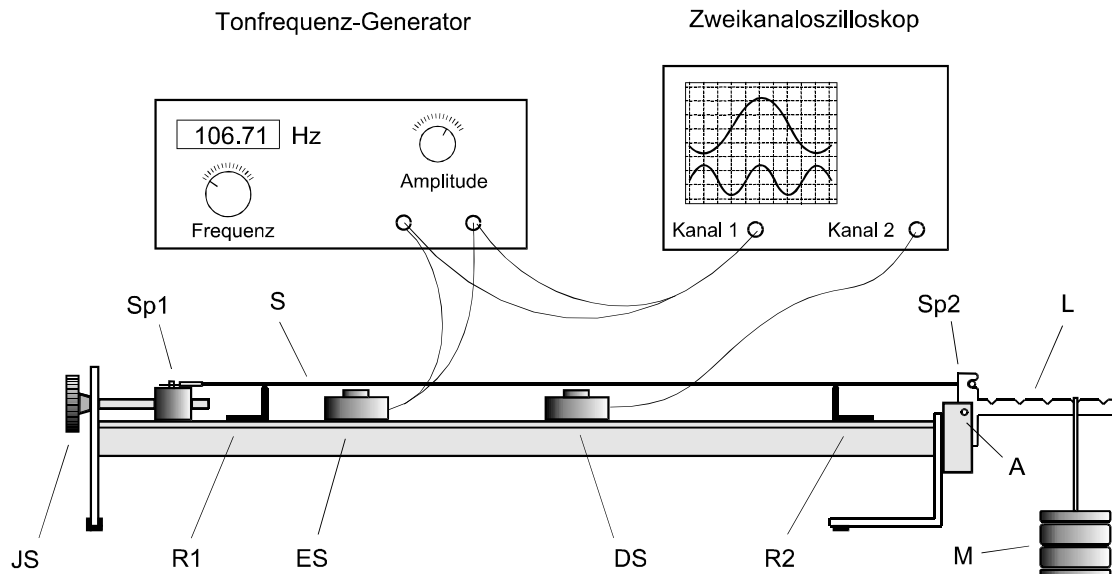 Tonfrequenz-Generator
Zweikanaloszilloskop
106.71 Hz
Amplitude
Frequenz
Kanal 1
Kanal 2
Sp1
S
Sp2
L
A
JS
R1
ES
DS
R2
M